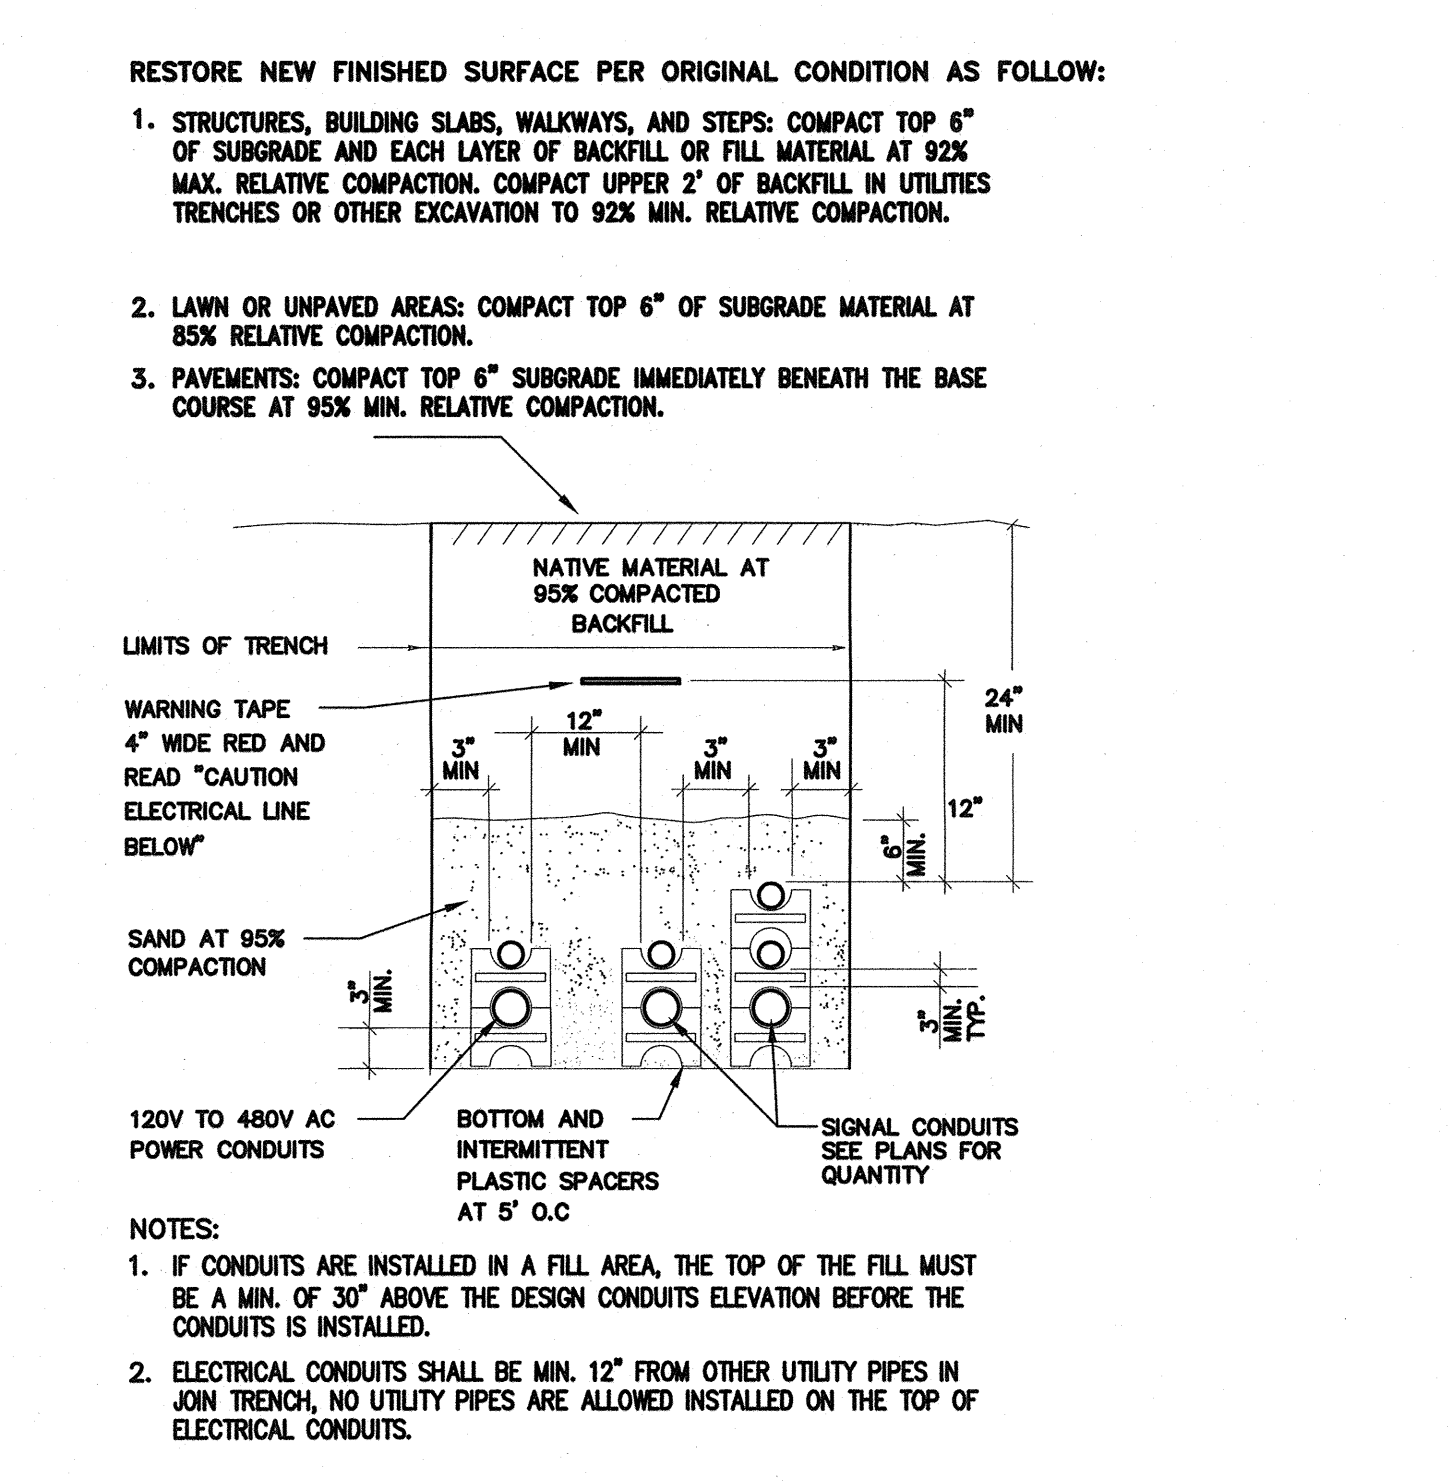 RESTORE NEW FINISHED SURFACE PER ORIGINAL CONDITION AS FOLLOW:
1. STRUCTURES, BUILDING SLABS, WALKWAYS, AND STEPS: COMPACT TOP 6"
OF SUBGRADE AND EACH LAYER OF BACKFILL OR FILL MATERIAL AT 92%
MAX. RELATIVE COMPACTION. COMPACT UPPER 2' OF BACKFILL IN UTILITIES
TRENCHES OR OTHER EXCAVATION TO 92% MIN. RELATIVE COMPACTION.
2. LAWN OR UNPAVED AREAS: COMPACT TOP 6" OF SUBGRADE MATERIAL AT
85% RELATIVE COMPACTION.
3. PAVEMENTS: COMPACT TOP 6" SUBGRADE IMMEDIATELY BENEATH THE BASE
COURSE AT 95% MIN. RELATIVE COMPACTION.
NATIVE MATERIAL AT
95% COMPACTED
BACKFILL
LIMITS OF TRENCH
WARNING TAPE
4" WIDE RED AND
READ "CAUTION
ELECTRICAL LINE
BELOW"
12"
MIN
3"
MIN
3"
MIN
3"
MIN
24"
MIN
12"
6"
MIN.
SAND AT 95%
COMPACTION
3"
MIN.
3"
MIN.
TYP.
120V TO 480V AC
POWER CONDUITS
BOTTOM AND
INTERMITTENT
PLASTIC SPACERS
AT 5' O.C
SIGNAL CONDUITS
SEE PLANS FOR
QUANTITY
NOTES:
1. IF CONDUITS ARE INSTALLED IN A FILL AREA, THE TOP OF THE FILL MUST
BE A MIN. OF 30" ABOVE THE DESIGN CONDUITS ELEVATION BEFORE THE
CONDUITS IS INSTALLED.
2. ELECTRICAL CONDUITS SHALL BE MIN. 12" FROM OTHER UTILITY PIPES IN
JOIN TRENCH, NO UTILITY PIPES ARE ALLOWED INSTALLED ON THE TOP OF
ELECTRICAL CONDUITS.